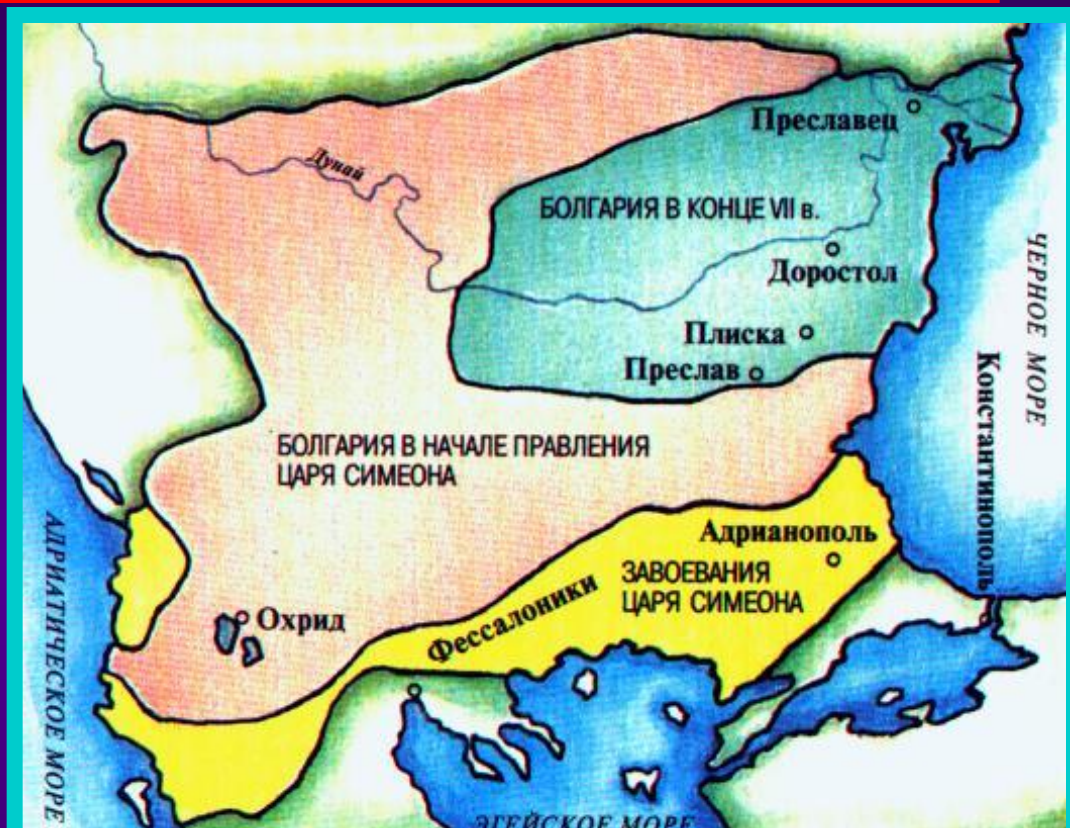 Преславец
Дунай
БОЛГАРИЯ В КОНЦЕ VII в.
Доростол
ЧЕРНОЕ МОРЕ
Плиска
Преслав
Константинополь
БОЛГАРИЯ В НАЧАЛЕ ПРАВЛЕНИЯ
ЦАРЯ СИМЕОНА
АДРИАТИЧЕСКОЕ МОРЕ
Адрианополь
ЗАВОЕВАНИЯ
ЦАРЯ СИМЕОНА
Фессалоники
Охрид
ЭГЕЙСКОЕ МОРЕ